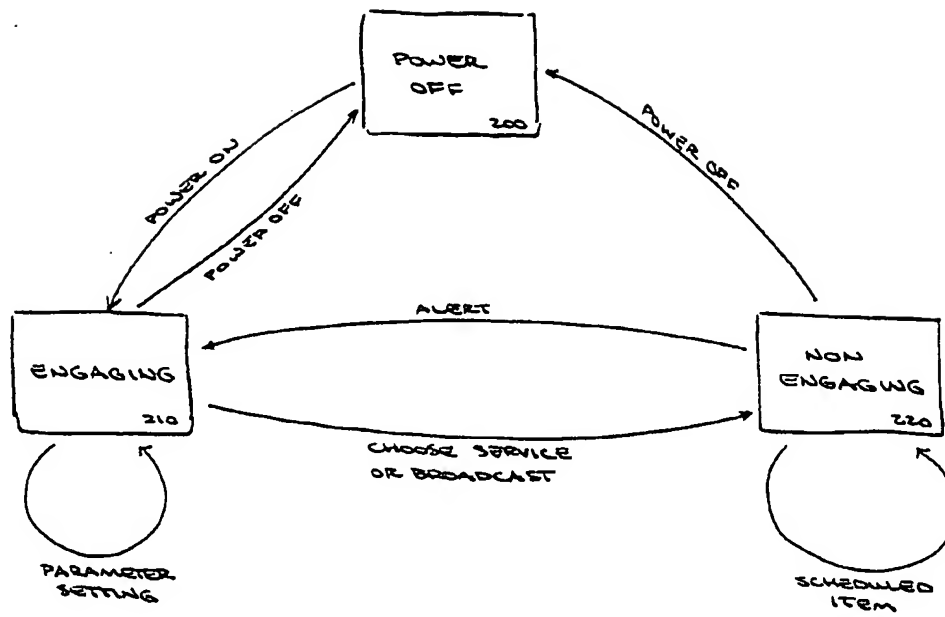 POWER
OFF
200
POWER ON
POWER OFF
POWER OFF
ALERT
ENGAGING
210
NON
ENGAGING
220
CHOOSE SERVICE
OR BROADCAST
PARAMETER
SETTING
SCHEDULED
ITEM